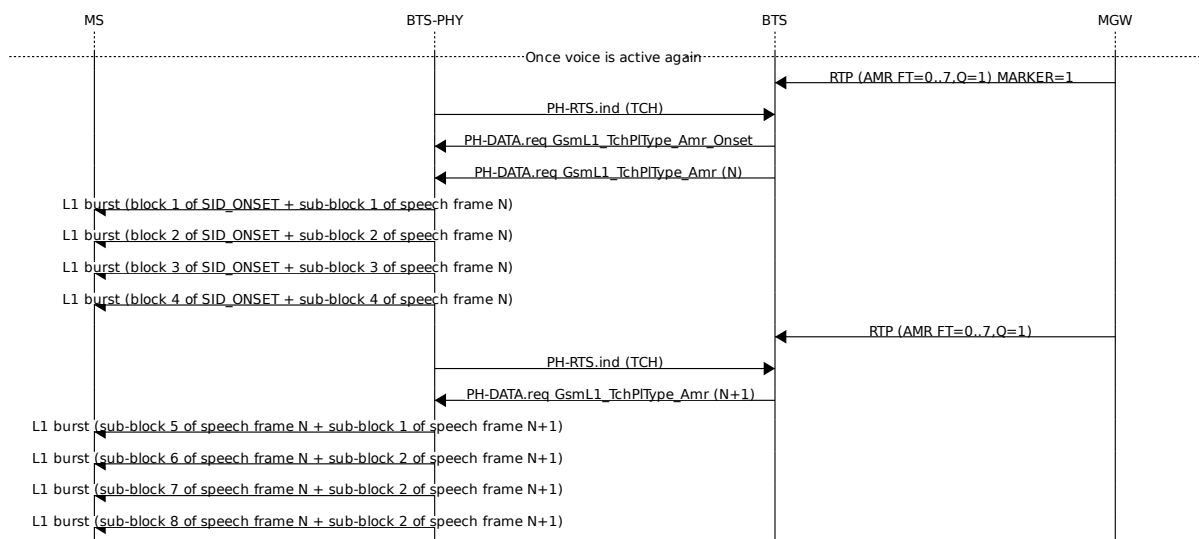 MS BTS-PHY BTS MGW
Once voice is active again
RTP (AMR FT=0..7,Q=1) MARKER=1
PH-RTS.ind (TCH)
PH-DATA.req GsmL1_TchPlType_Amr_Onset
PH-DATA.req GsmL1_TchPlType_Amr (N)
L1 burst (block 1 of SID_ONSET + sub-block 1 of speech frame N)
L1 burst (block 2 of SID_ONSET + sub-block 2 of speech frame N)
L1 burst (block 3 of SID_ONSET + sub-block 3 of speech frame N)
L1 burst (block 4 of SID_ONSET + sub-block 4 of speech frame N)
RTP (AMR FT=0..7,Q=1)
PH-RTS.ind (TCH)
PH-DATA.req GsmL1_TchPlType_Amr (N+1)
L1 burst (sub-block 5 of speech frame N + sub-block 1 of speech frame N+1)
L1 burst (sub-block 6 of speech frame N + sub-block 2 of speech frame N+1)
L1 burst (sub-block 7 of speech frame N + sub-block 2 of speech frame N+1)
L1 burst (sub-block 8 of speech frame N + sub-block 2 of speech frame N+1)